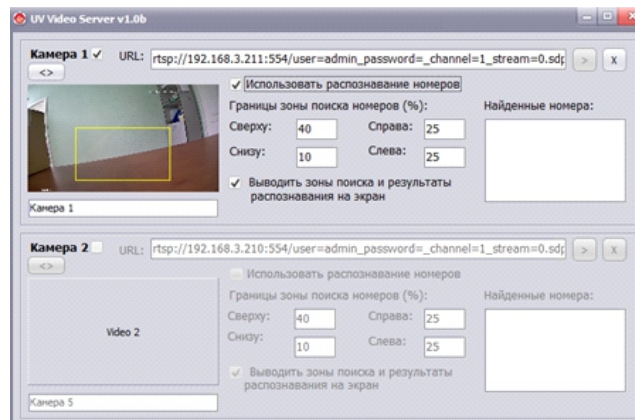 UV Video Server v1.0b
Камера 1 URL: rtsp://192.168.3.211:554/user=admin_password=_channel=1_stream=0.sdp > x
<>
Использовать распознавание номеров
Границы зоны поиска номеров (%): Найденные номера:
Сверху: 40 Справа: 25
Снизу: 10 Слева: 25
Выводить зоны поиска и результаты
распознавания на экран
Камера 1
Камера 2 URL: rtsp://192.168.3.210:554/user=admin_password=_channel=1_stream=0.sdp > x
<>
Использовать распознавание номеров
Границы зоны поиска номеров (%): Найденные номера:
Сверху: 40 Справа: 25
Video 2
Снизу: 10 Слева: 25
Выводить зоны поиска и результаты
распознавания на экран
Камера 5